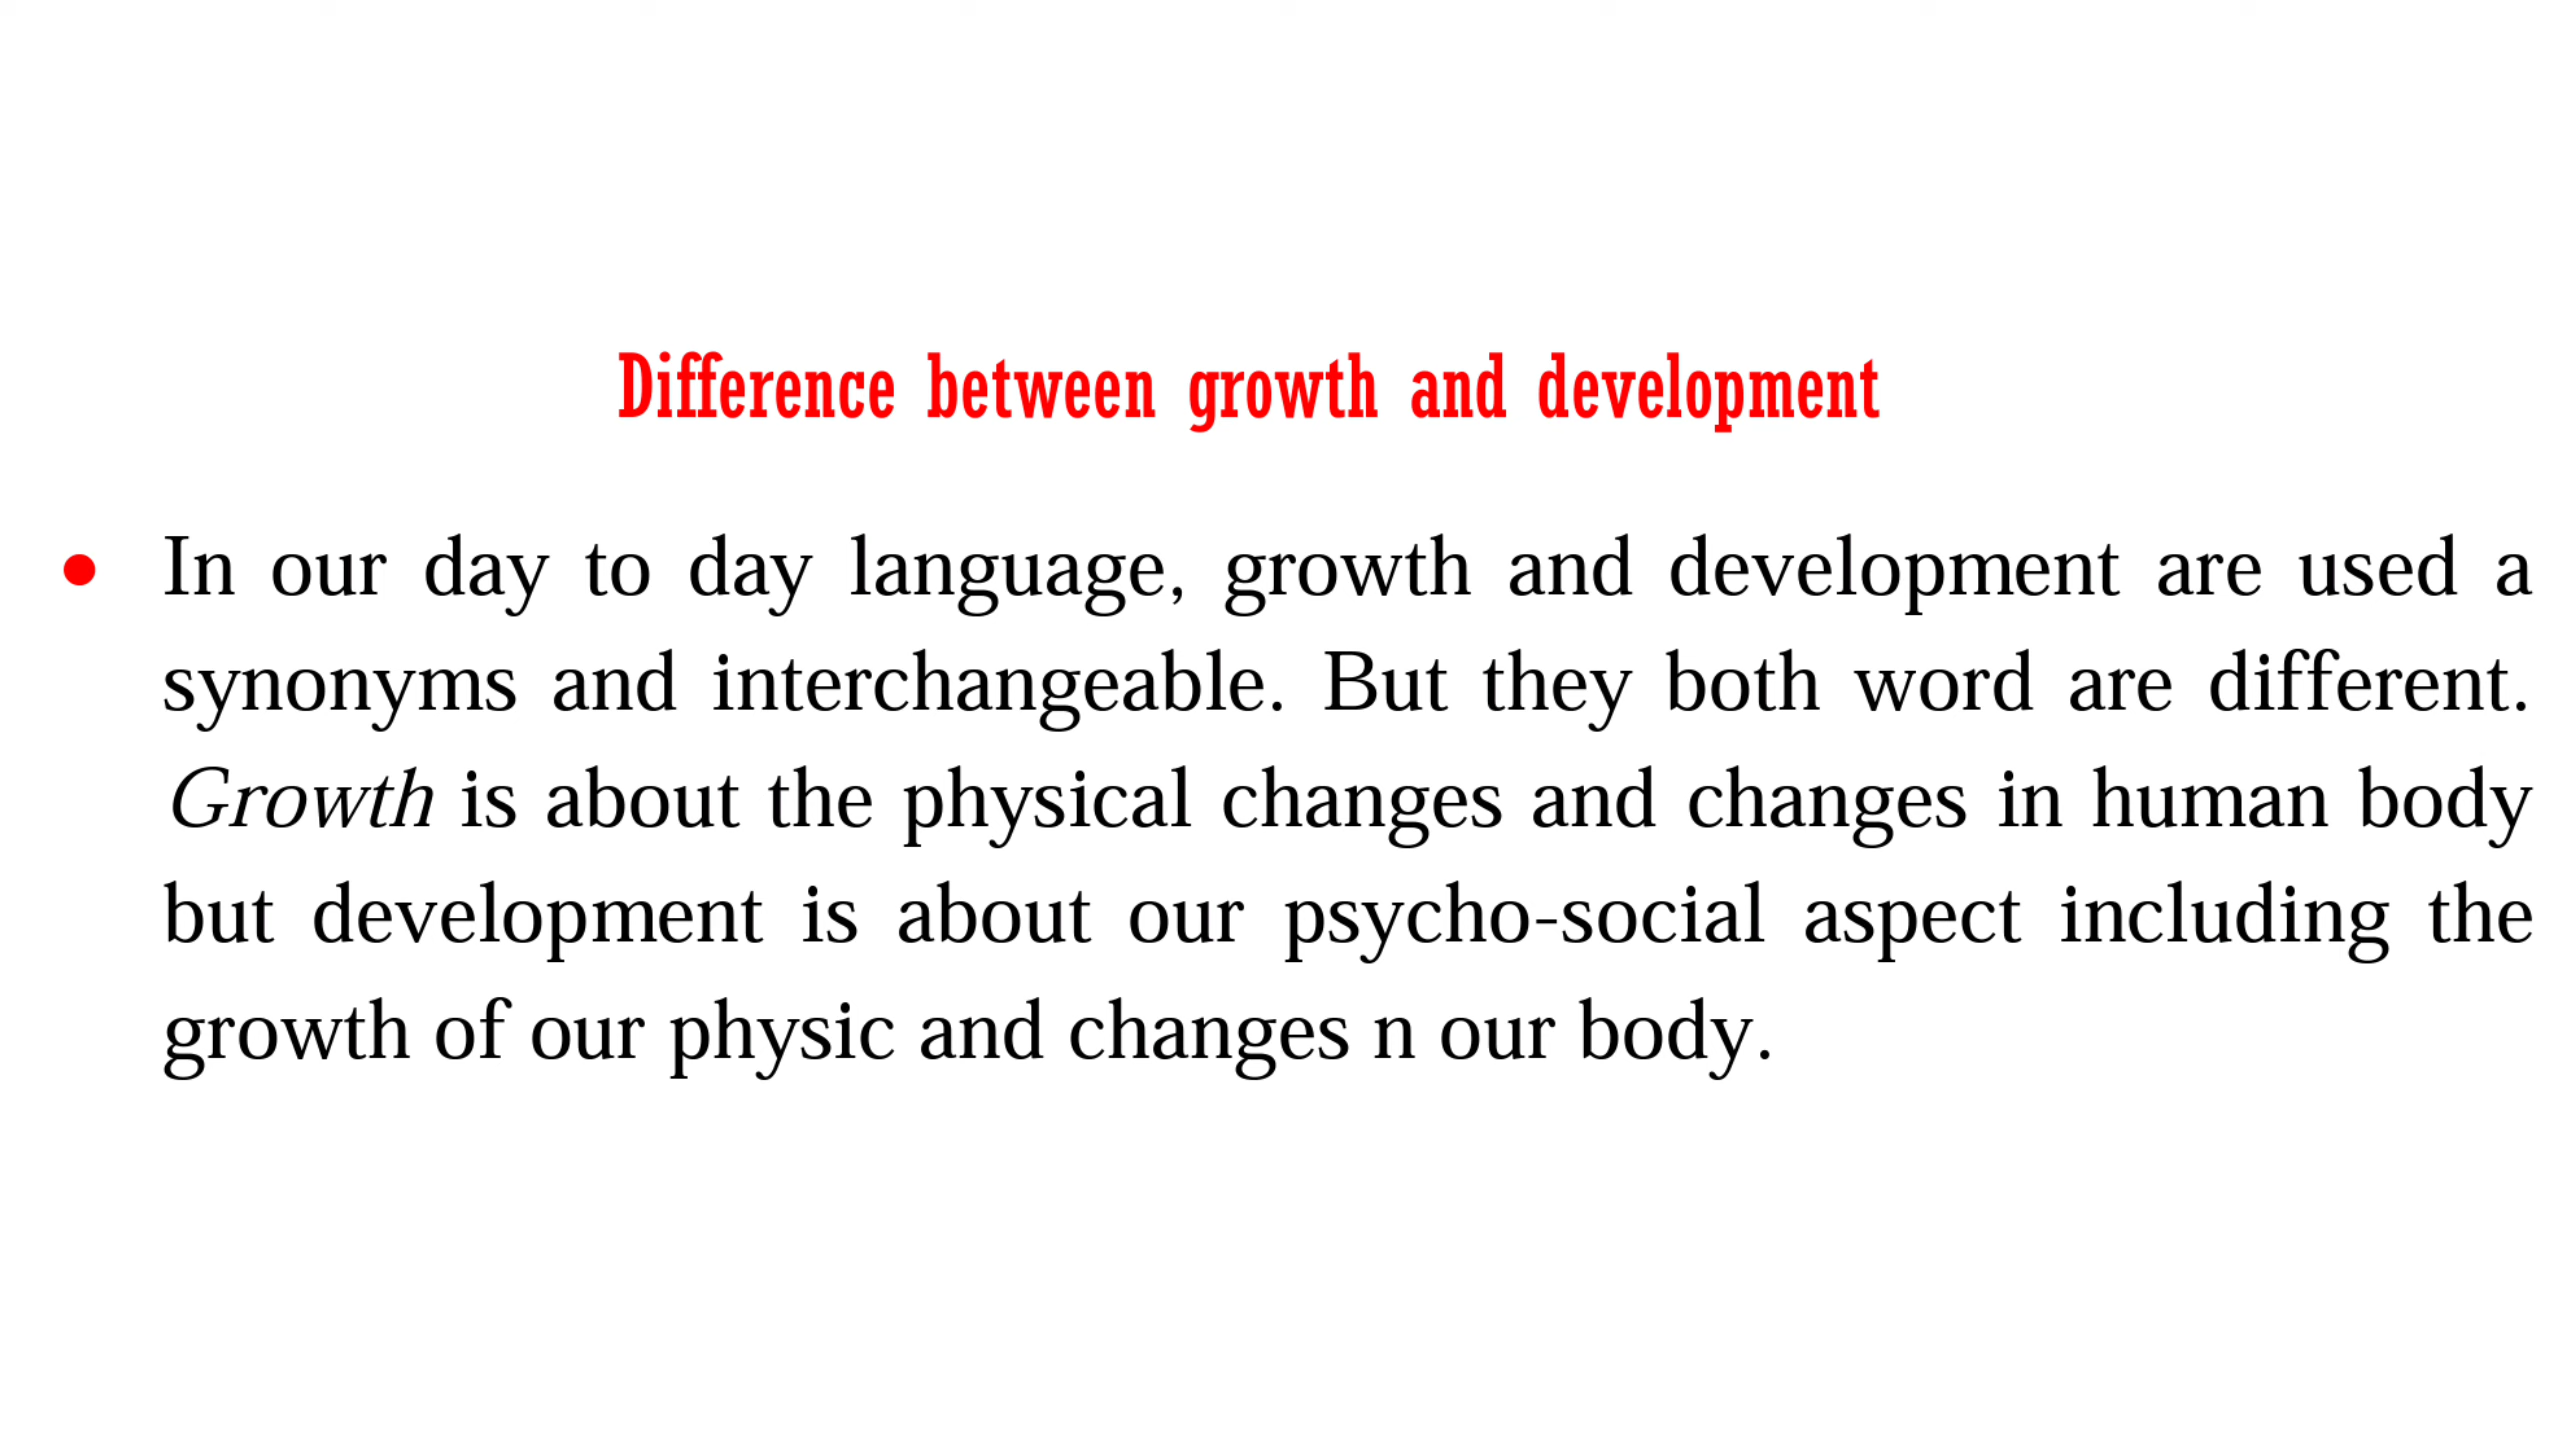 Difference between growth and development
• In our day to day language, growth and development are used a
synonyms and interchangeable. But they both word are different.
Growth is about the physical changes and changes in human body
but development is about our psycho-social aspect including the
growth of our physic and changes n our body.